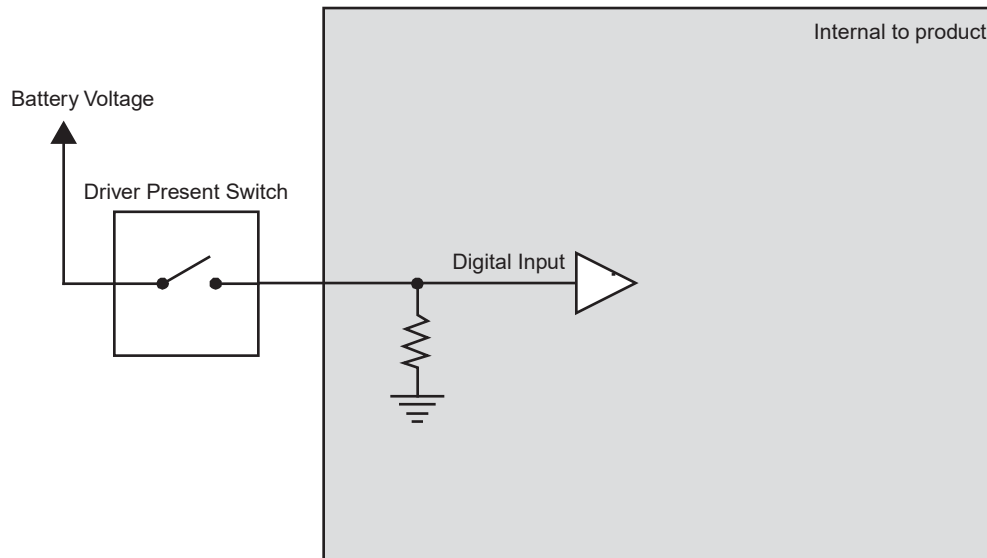 Internal to product
Battery Voltage
Driver Present Switch
Digital Input